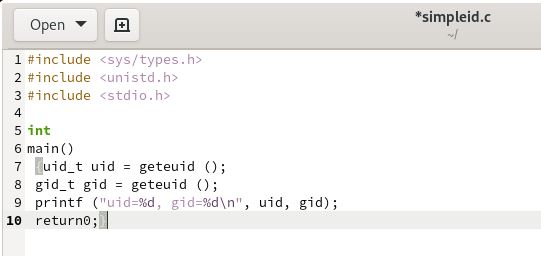 Open
*simpleid.c
~/
1 #include <sys/types.h>
2 #include <unistd.h>
3 #include <stdio.h>
4
5 int
6 main()
7 {uid_t uid = geteuid ();
8 gid_t gid = geteuid ();
9 printf ("uid=%d, gid=%d\n", uid, gid);
10 return0;}